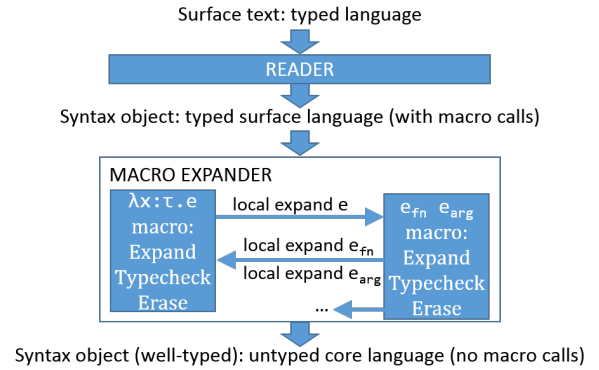 Surface text: typed language
READER
Syntax object: typed surface language (with macro calls)
MACRO EXPANDER
λx:τ.e
macro:
Expand
Typecheck
Erase
local expand e
local expand e_fn
local expand e_arg
...
e_fn e_arg
macro:
Expand
Typecheck
Erase
Syntax object (well-typed): untyped core language (no macro calls)